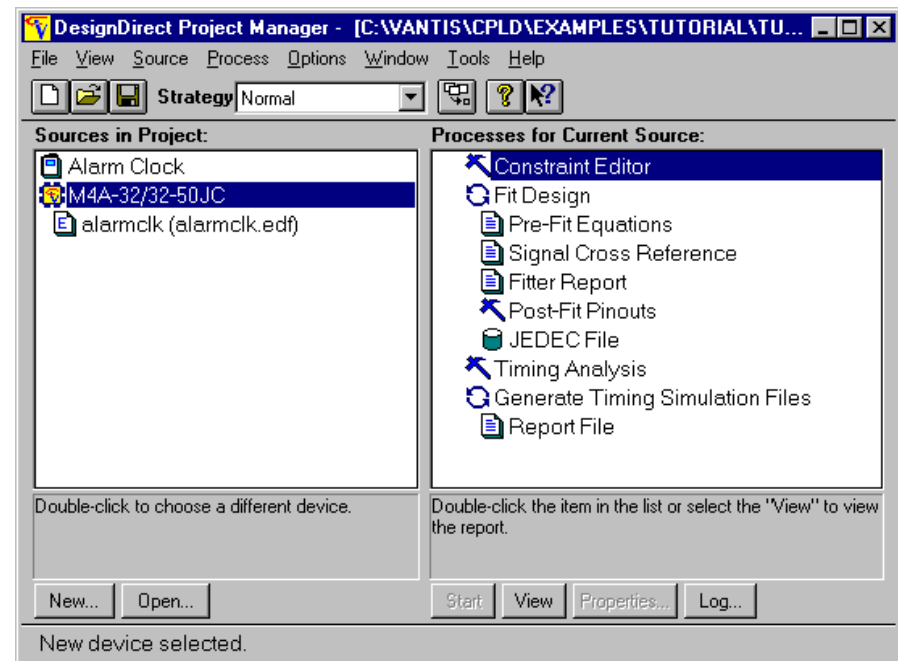 DesignDirect Project Manager - [C:\VANTIS\CPLD\EXAMPLES\TUTORIAL\TU...
File View Source Process Options Window Tools Help
Strategy Normal
Sources in Project:
Alarm Clock
M4A-32/32-50JC
alarmclk (alarmclk.edf)
Double-click to choose a different device.
New... Open...
Processes for Current Source:
Constraint Editor
Fit Design
Pre-Fit Equations
Signal Cross Reference
Fitter Report
Post-Fit Pinouts
JEDEC File
Timing Analysis
Generate Timing Simulation Files
Report File
Double-click the item in the list or select the "View" to view
the report.
Start View Properties... Log...
New device selected.